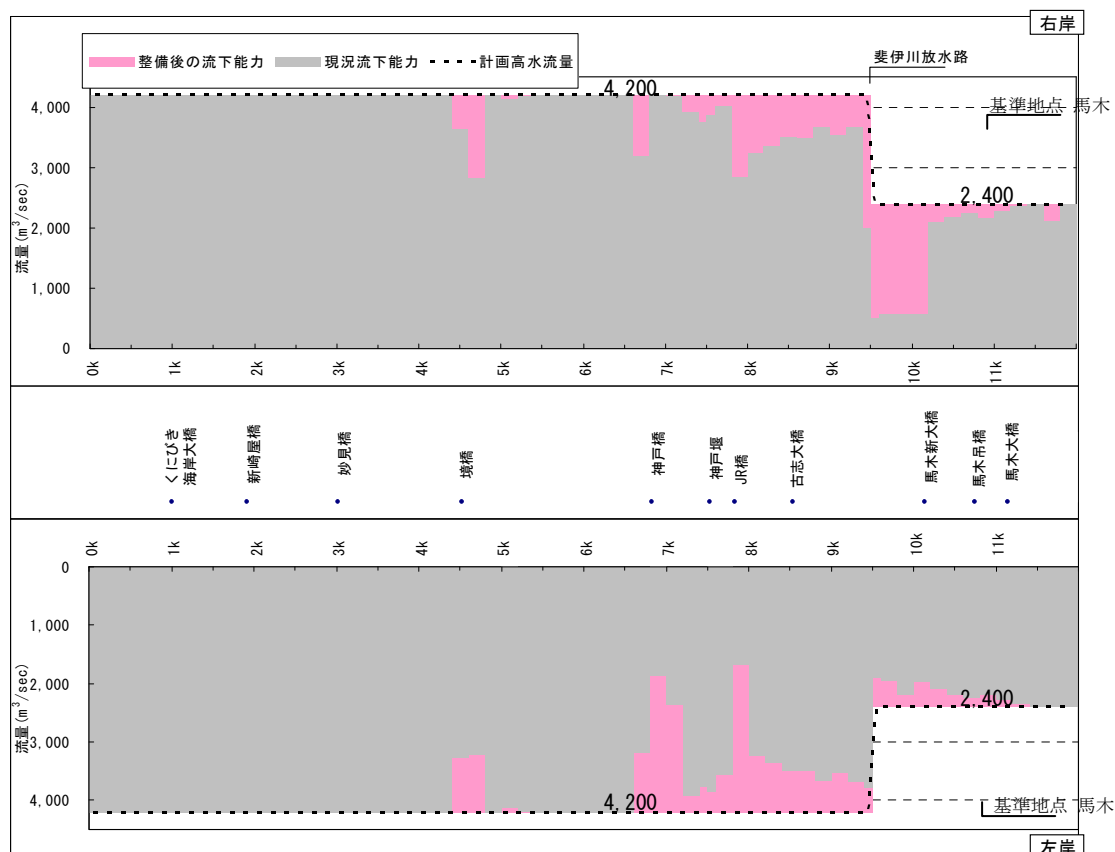 右岸
整備後の流下能力 現況流下能力 計画高水流量
斐伊川放水路
4,200
基準地点 馬木
2,400
流量(m³/sec)
4,000
3,000
2,000
1,000
0
0k 1k 2k 3k 4k 5k 6k 7k 8k 9k 10k 11k
くにびき
海岸大橋
新崎屋橋
妙見橋
境橋
神戸橋
神戸堰
JR橋
古志大橋
馬木新大橋
馬木吊橋
馬木大橋
0k 1k 2k 3k 4k 5k 6k 7k 8k 9k 10k 11k
流量(m³/sec)
0
1,000
2,000
3,000
4,000
2,400
4,200
基準地点 馬木
左岸